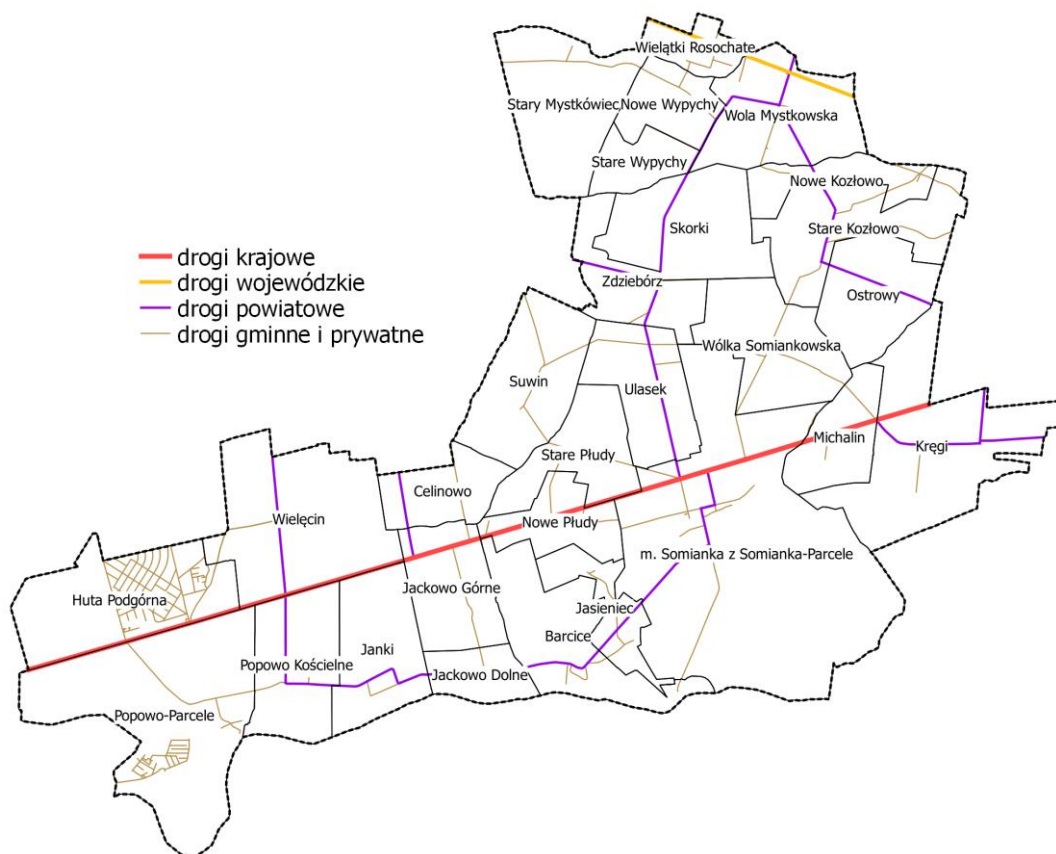 Wielątki Rosochate
Stary Mystkówiec
Nowe Wypychy
Wola Mystkowska
Stare Wypychy
Nowe Kozłowo
Skorki
Stare Kozłowo
drogi krajowe
drogi wojewódzkie
drogi powiatowe
drogi gminne i prywatne
Zdziebórz
Ostrowy
Wólka Somiankowska
Suwin
Ulasek
Michalin
Kręgi
Stare Płudy
Celinowo
Wielęcin
Nowe Płudy
m. Somianka z Somianka-Parcele
Jackowo Górne
Huta Podgórna
Jasieniec
Barcice
Janki
Popowo Kościelne
Jackowo Dolne
Popowo-Parcele